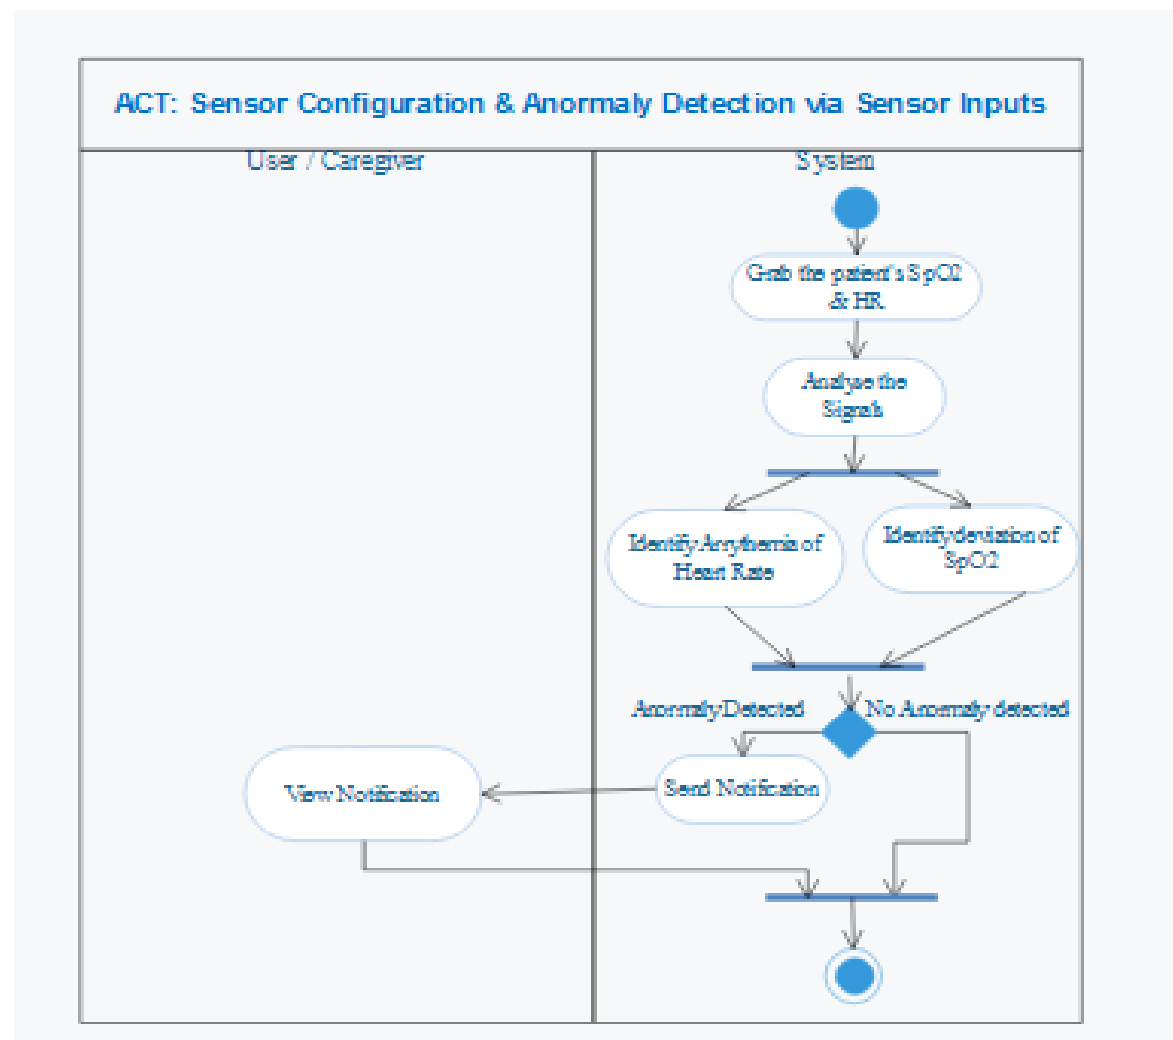 ACT: Sensor Configuration & Anormaly Detection via Sensor Inputs
User / Caregiver
System
Grab the patient's SpO2
& HR
Analyse the
Signals
Identify Arrythemia of
Heart Rate
Identify deviation of
SpO2
Anormaly Detected
No Anormaly detected
View Notification
Send Notification